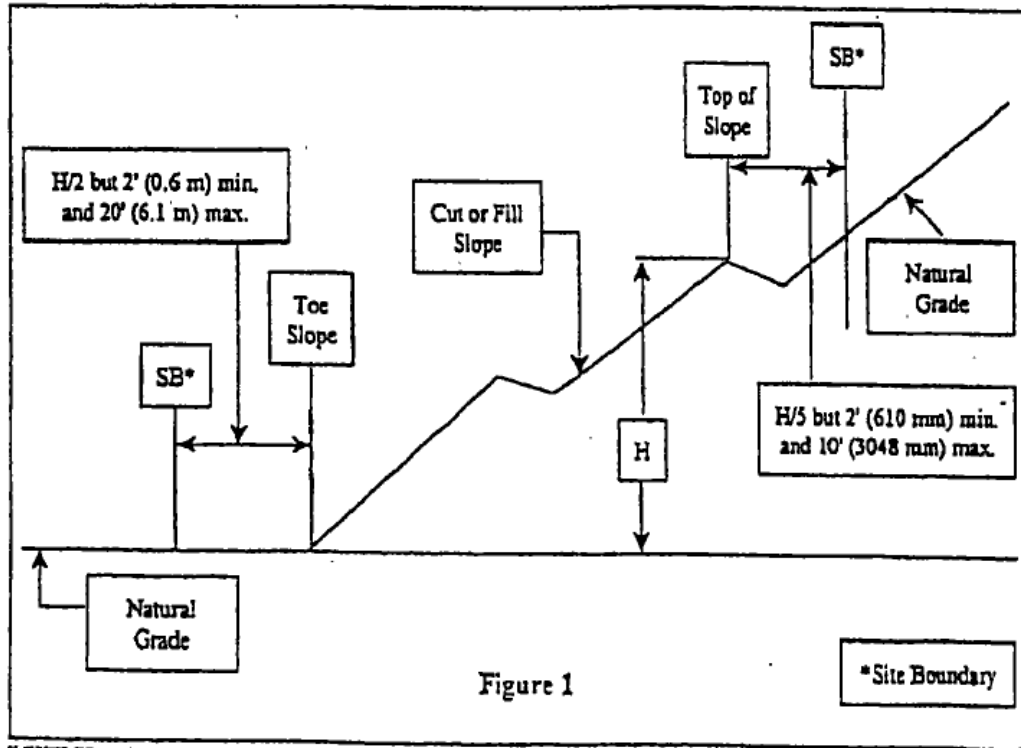 SB*
Top of
Slope
H/2 but 2' (0.6 m) min.
and 20' (6.1 m) max.
Cut or Fill
Slope
Natural
Grade
Toe
Slope
SB*
H/5 but 2' (610 mm) min.
and 10' (3048 mm) max.
H
Natural
Grade
Figure 1
*Site Boundary